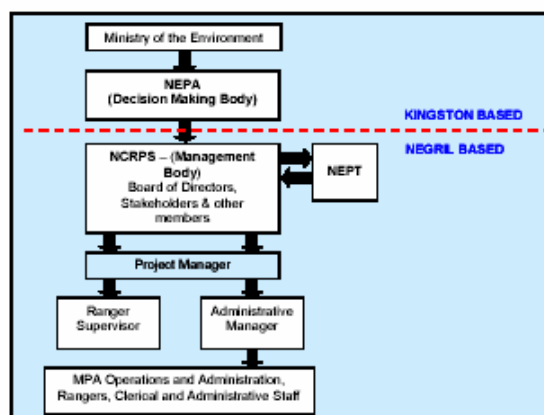 Ministry of the Environment
NEPA
(Decision Making Body)
KINGSTON BASED
NEGRIL BASED
NCRPS – (Management
Body)
Board of Directors,
Stakeholders & other
members
NEPT
Project Manager
Ranger
Supervisor
Administrative
Manager
MPA Operations and Administration,
Rangers, Clerical and Administrative Staff